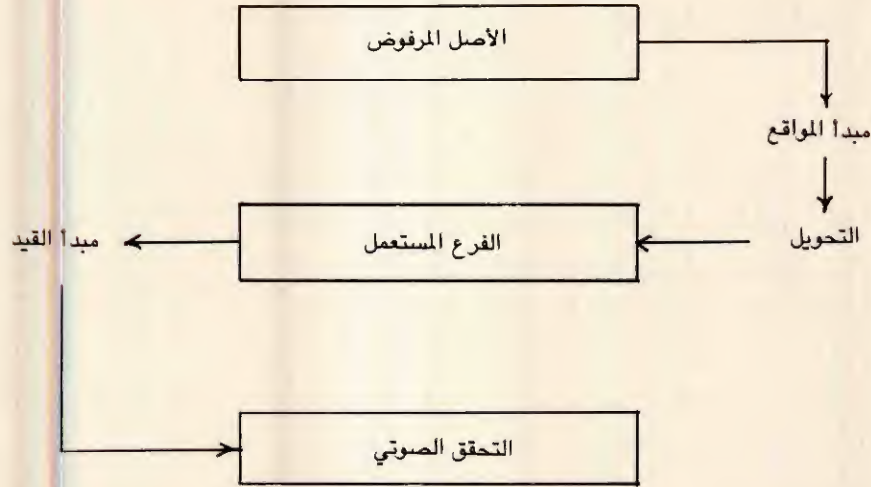 الأصل المرفوض
مبدأ المواقع
التحويل
الفرع المستعمل
مبدأ القيد
التحقق الصوتي